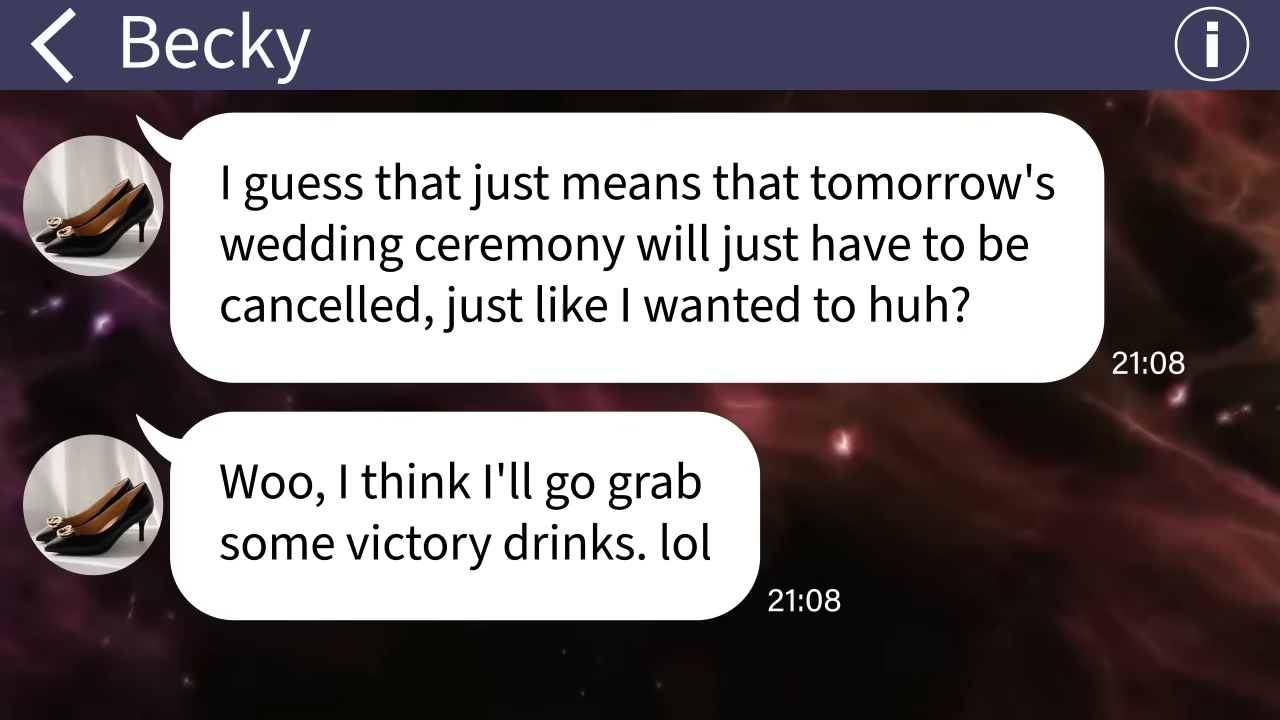 Becky
I guess that just means that tomorrow's
wedding ceremony will just have to be
cancelled, just like I wanted to huh?
21:08
Woo, I think I'll go grab
some victory drinks. lol
21:08